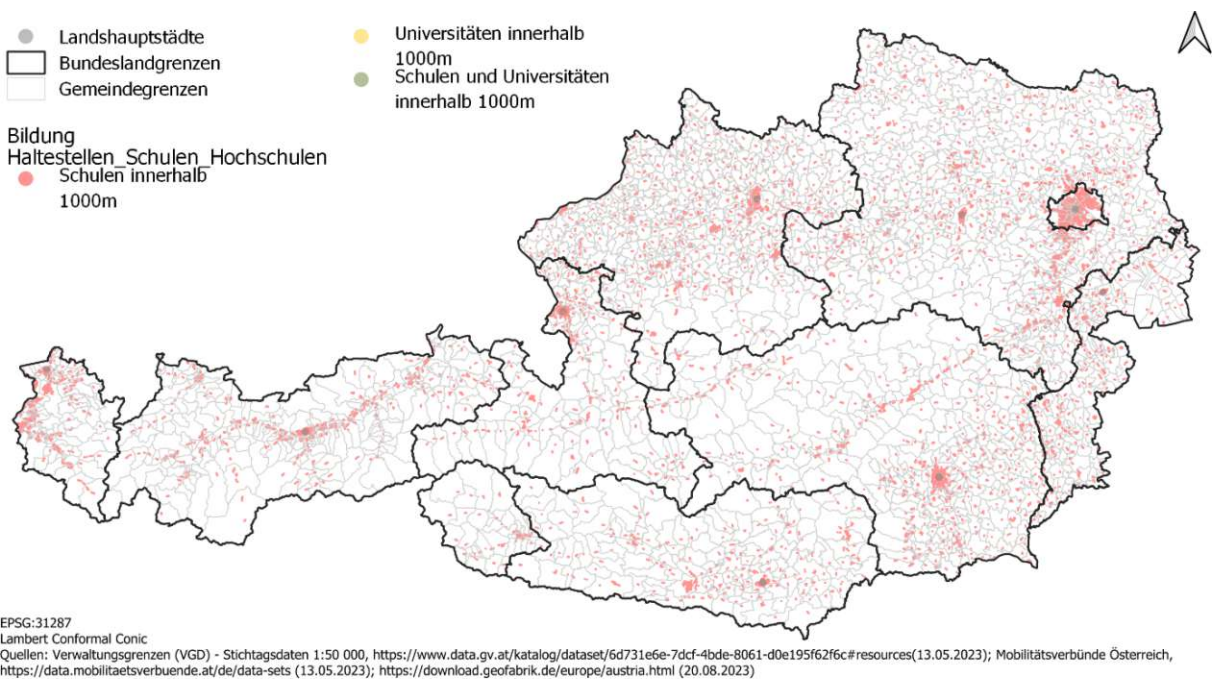 Landshauptstädte
Bundeslandgrenzen
Gemeindegrenzen
Bildung
Haltestellen_Schulen_Hochschulen
Schulen innerhalb
1000m
Universitäten innerhalb
1000m
Schulen und Universitäten
innerhalb 1000m
EPSG:31287
Lambert Conformal Conic
Quellen: Verwaltungsgrenzen (VGD) - Stichtagsdaten 1:50 000, https://www.data.gv.at/katalog/dataset/6d731e6e-7dcf-4bde-8061-d0e195f62f6c#resources(13.05.2023); Mobilitätsverbünde Österreich,
https://data.mobilitaetsverbuende.at/de/data-sets (13.05.2023); https://download.geofabrik.de/europe/austria.html (20.08.2023)